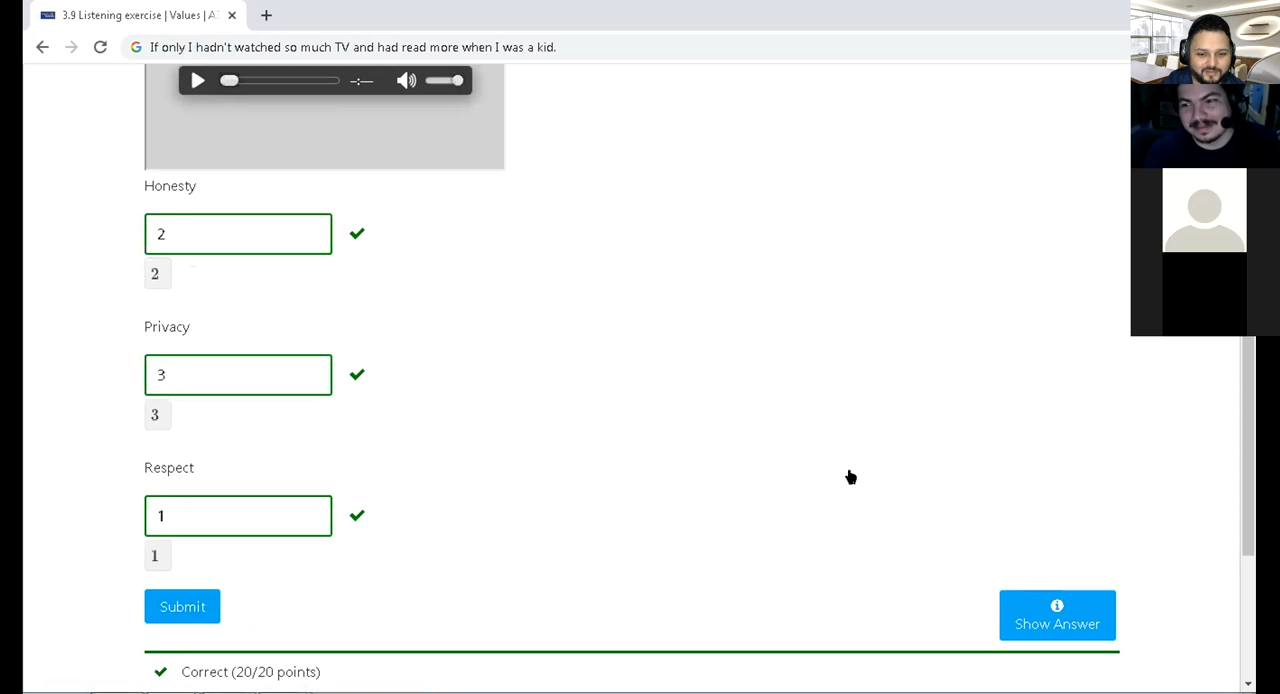 3.9 Listening exercise | Values |
If only I hadn't watched so much TV and had read more when I was a kid.
-:--
Honesty
2
2
Privacy
3
3
Respect
1
1
Submit
Show Answer
Correct (20/20 points)